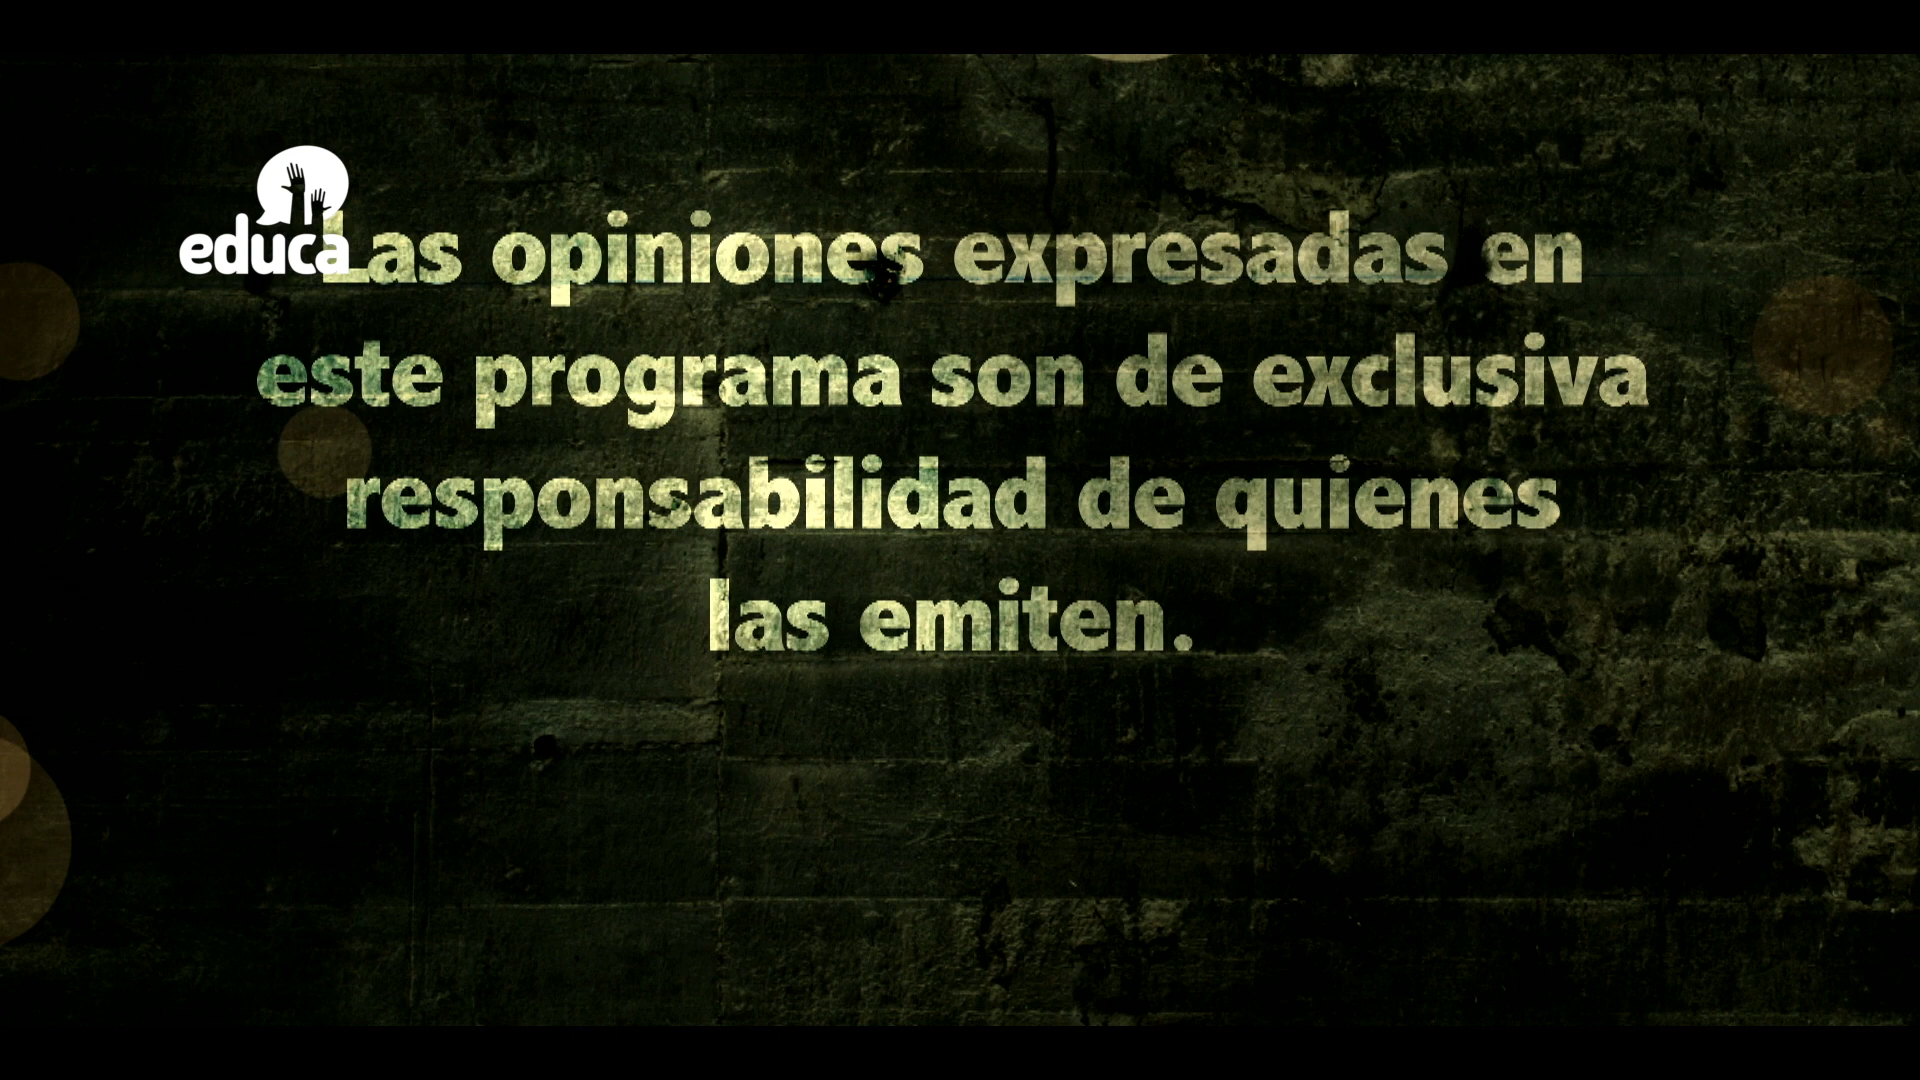 educa
Las opiniones expresadas en
este programa son de exclusiva
responsabilidad de quienes
las emiten.